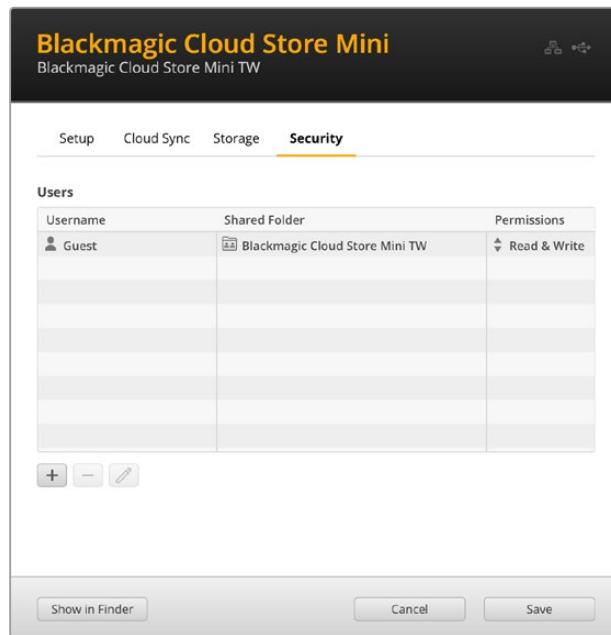 Blackmagic Cloud Store Mini
Blackmagic Cloud Store Mini TW
Setup Cloud Sync Storage Security
Users
Username Shared Folder Permissions
Guest Blackmagic Cloud Store Mini TW Read & Write
Show in Finder Cancel Save